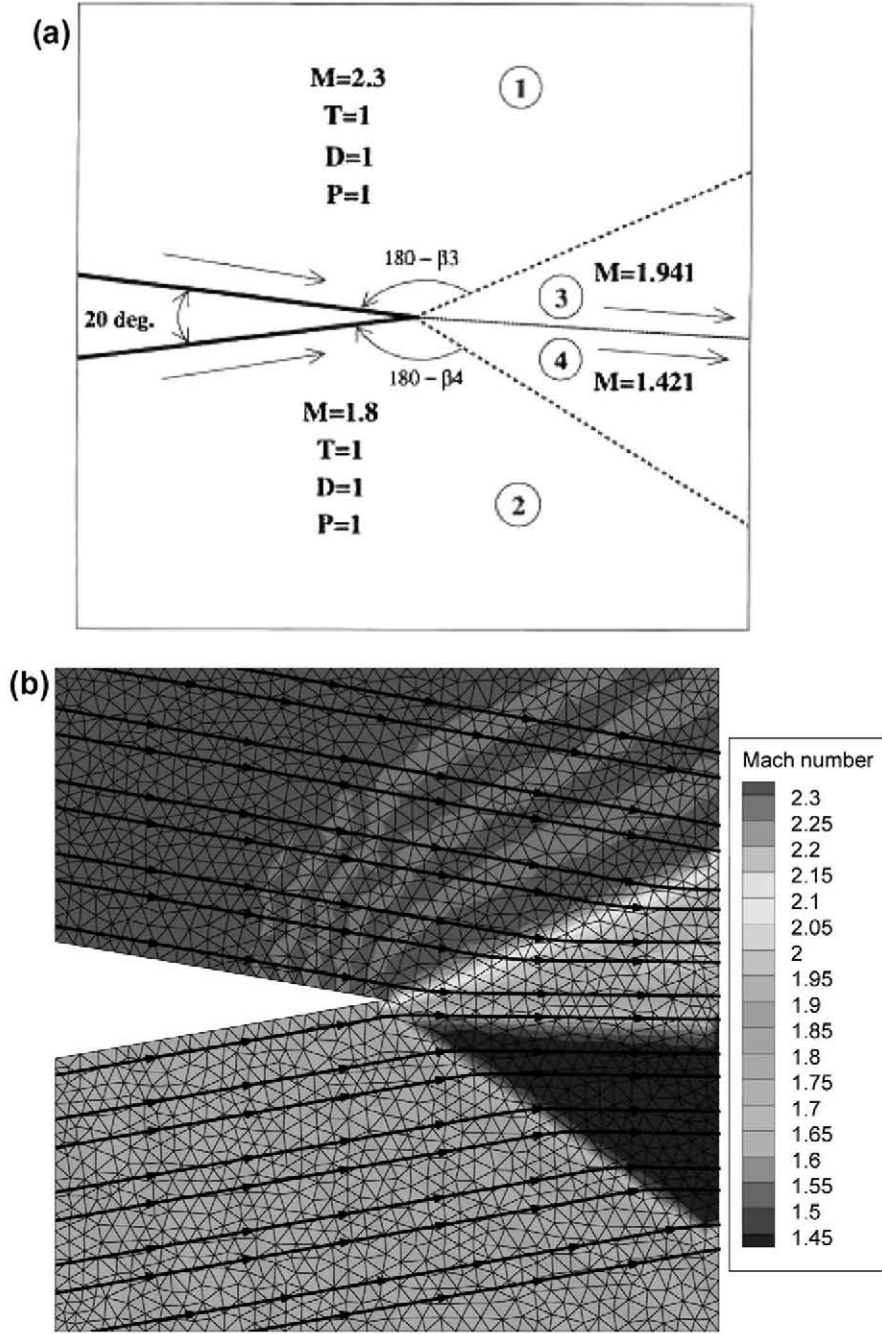 (a)
M=2.3
T=1
D=1
P=1
1
180 – β3
M=1.941
3
20 deg.
4
180 – β4
M=1.421
M=1.8
T=1
D=1
P=1
2
(b)
Mach number
2.3
2.25
2.2
2.15
2.1
2.05
2
1.95
1.9
1.85
1.8
1.75
1.7
1.65
1.6
1.55
1.5
1.45